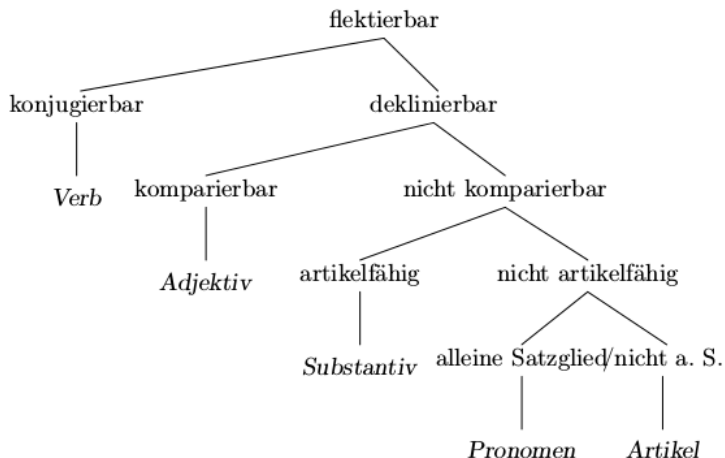 flektierbar
konjugierbar deklinierbar
Verb komparierbar nicht komparierbar
Adjektiv artikelfähig nicht artikelfähig
Substantiv alleine Satzglied/nicht a. S.
Pronomen Artikel